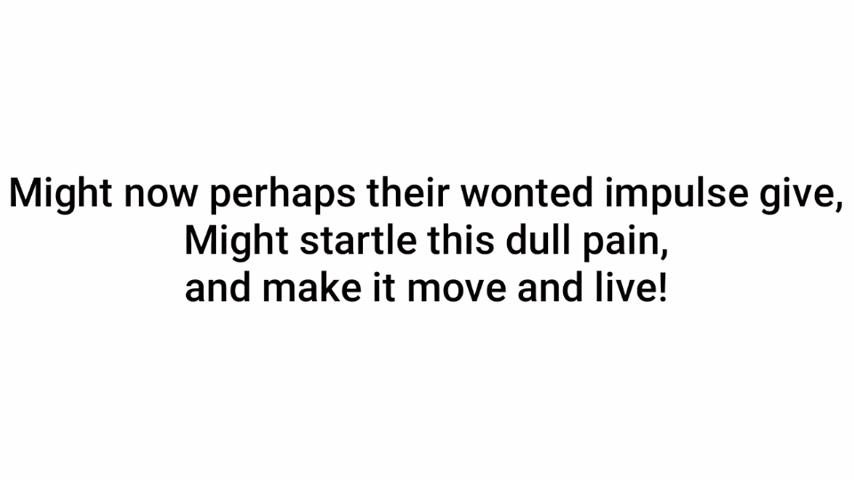 Might now perhaps their wonted impulse give,
Might startle this dull pain,
and make it move and live!